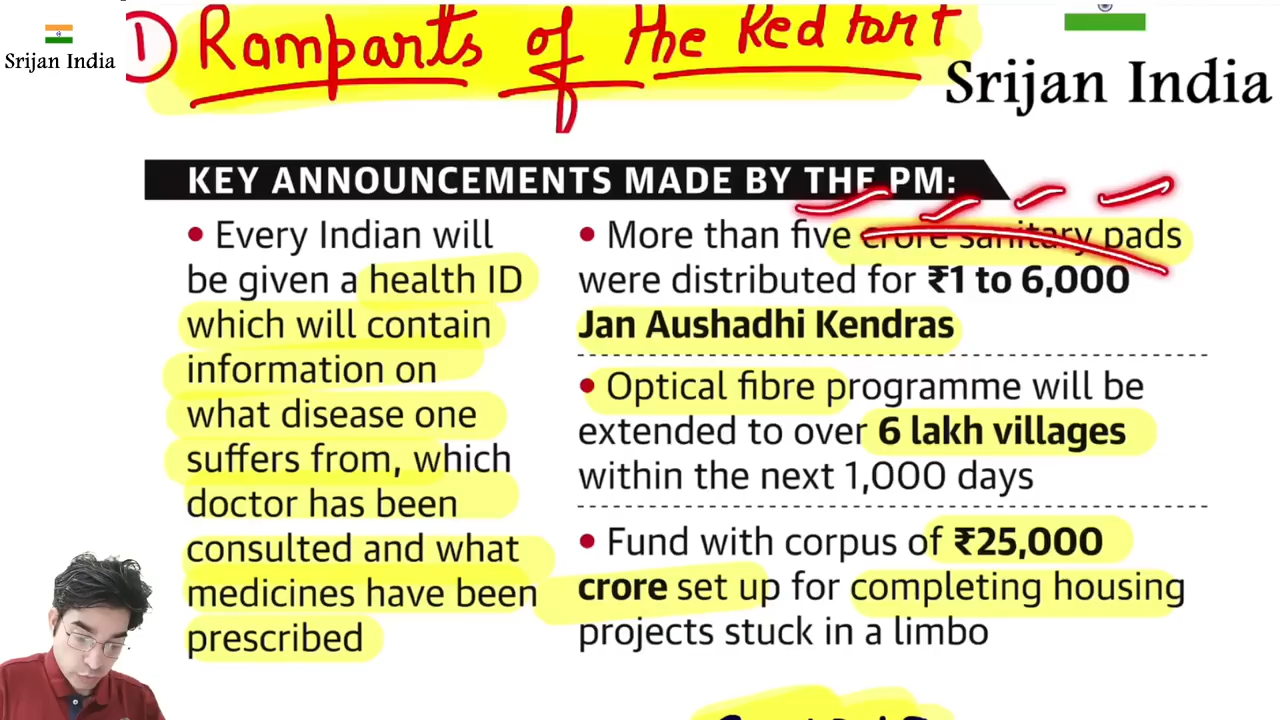 1) Ramparts of the Red Fort
Srijan India
Srijan India
KEY ANNOUNCEMENTS MADE BY THE PM:
• Every Indian will
be given a health ID
which will contain
information on
what disease one
suffers from, which
doctor has been
consulted and what
medicines have been
prescribed
• More than five crore sanitary pads
were distributed for ₹1 to 6,000
Jan Aushadhi Kendras
• Optical fibre programme will be
extended to over 6 lakh villages
within the next 1,000 days
• Fund with corpus of ₹25,000
crore set up for completing housing
projects stuck in a limbo